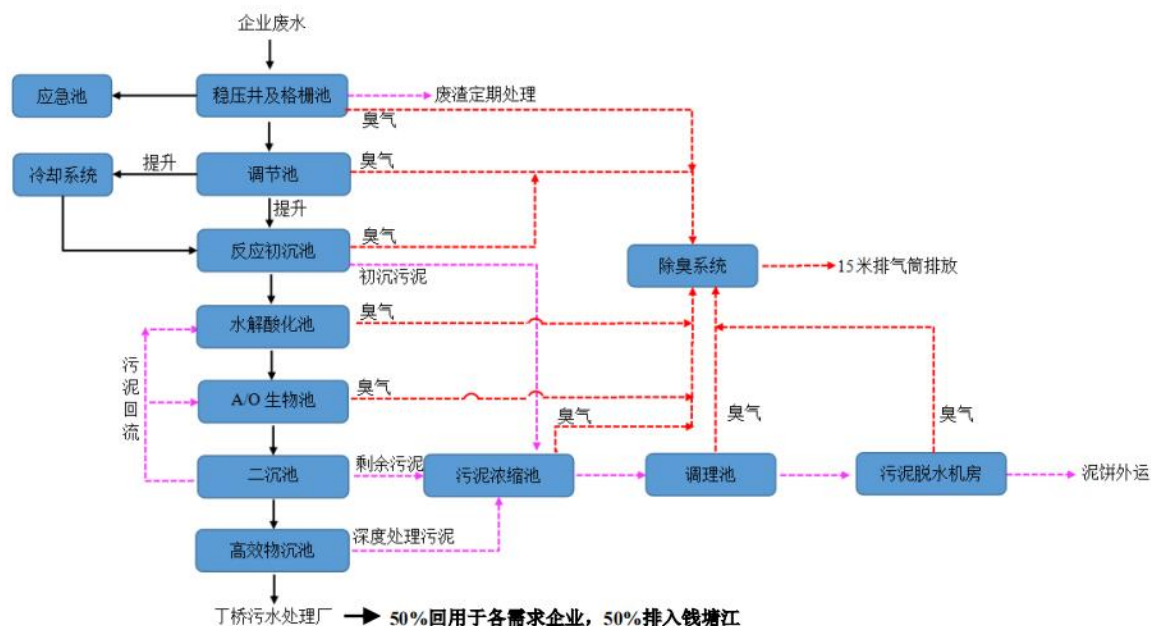 企业废水
应急池
稳压井及格栅池
废渣定期处理
臭气
冷却系统
提升
调节池
臭气
提升
反应初沉池
臭气
初沉污泥
除臭系统
15米排气筒排放
水解酸化池
臭气
污泥回流
A/O 生物池
臭气
臭气
臭气
臭气
二沉池
剩余污泥
污泥浓缩池
调理池
污泥脱水机房
泥饼外运
高效物沉池
深度处理污泥
丁桥污水处理厂
50%回用于各需求企业，50%排入钱塘江